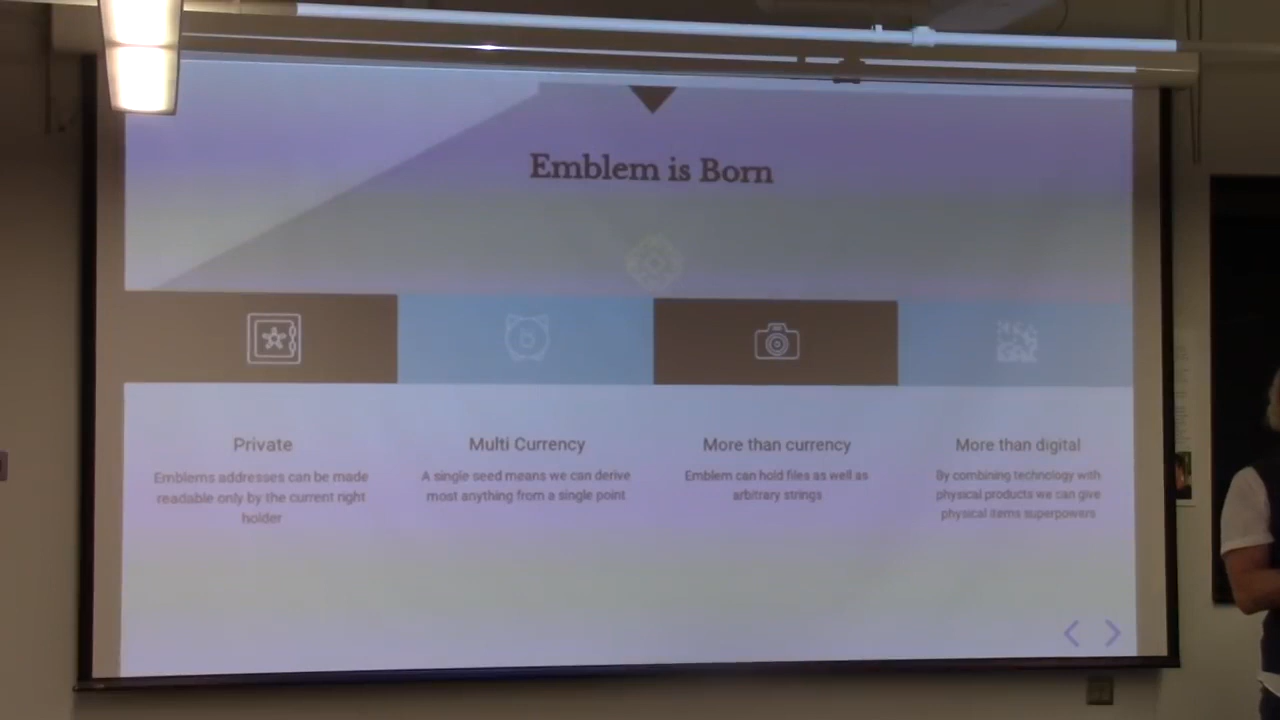 Emblem is Born
Private
Emblems addresses can be made
readable only by the current right
holder
Multi Currency
A single seed means we can derive
most anything from a single point
More than currency
Emblem can hold files as well as
arbitrary strings
More than digital
By combining technology with
physical products we can give
physical items superpowers